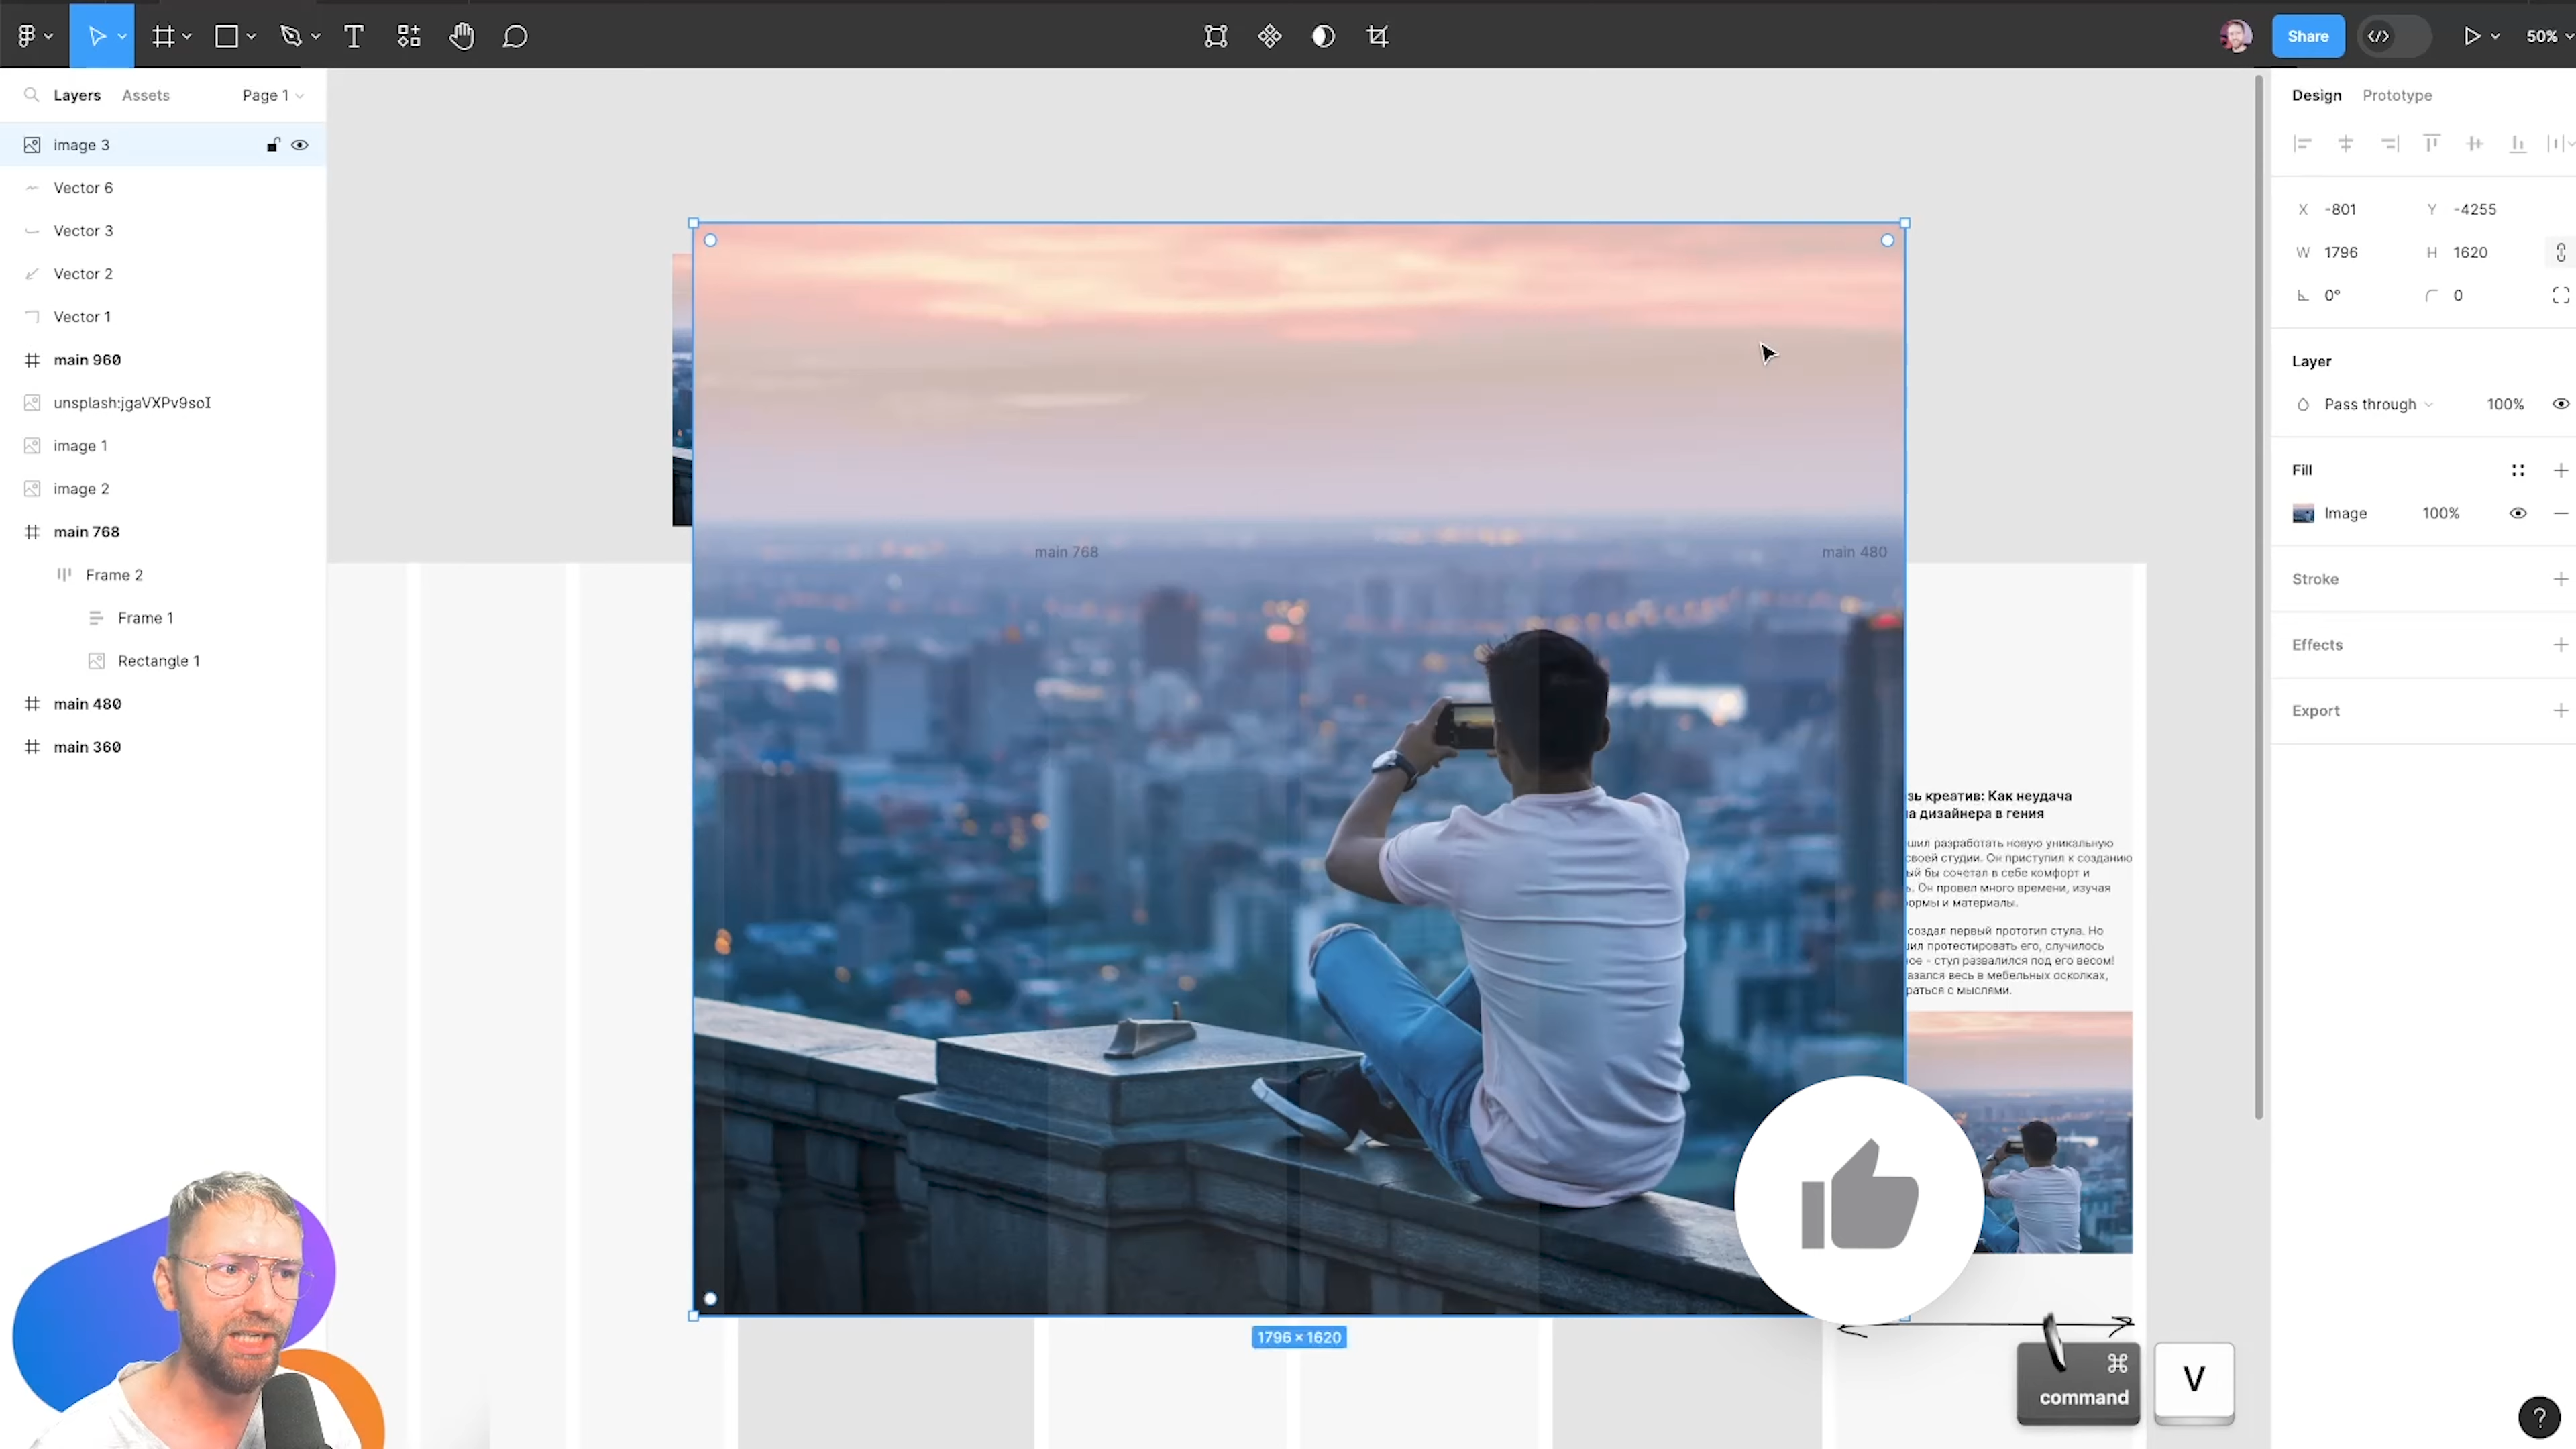 Share
50%
Layers
Assets
Page 1
image 3
Vector 6
Vector 3
Vector 2
Vector 1
main 960
unsplash:jgaVXPv9soI
image 1
image 2
main 768
Frame 2
Frame 1
Rectangle 1
main 480
main 360
main 768
main 480
зь креатив: Как неудача
а дизайнера в гения
шил разработать новую уникальную
своей студии. Он приступил к созданию
ый бы сочетал в себе комфорт и
ь. Он провел много времени, изучая
ормы и материалы.
создал первый прототип стула. Но
шил протестировать его, случилось
ное - стул развалился под его весом!
азался весь в мебельных осколках,
раться с мыслями.
1796 × 1620
⌘
command
V
Design
Prototype
X -801
Y -4255
W 1796
H 1620
0°
0
Layer
Pass through
100%
Fill
Image
100%
Stroke
Effects
Export
?